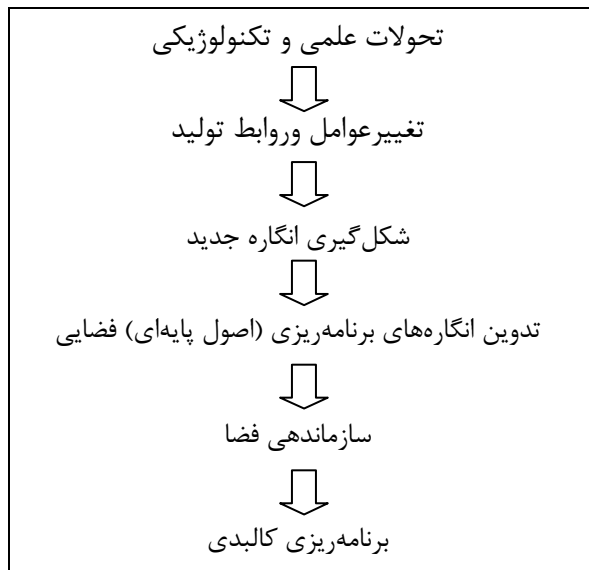 تحولات علمی و تکنولوژیکی
تغییرعوامل وروابط تولید
شکل‌گیری انگاره جدید
تدوین انگاره‌های برنامه‌ریزی (اصول پایه‌ای) فضایی
سازماندهی فضا
برنامه‌ریزی کالبدی